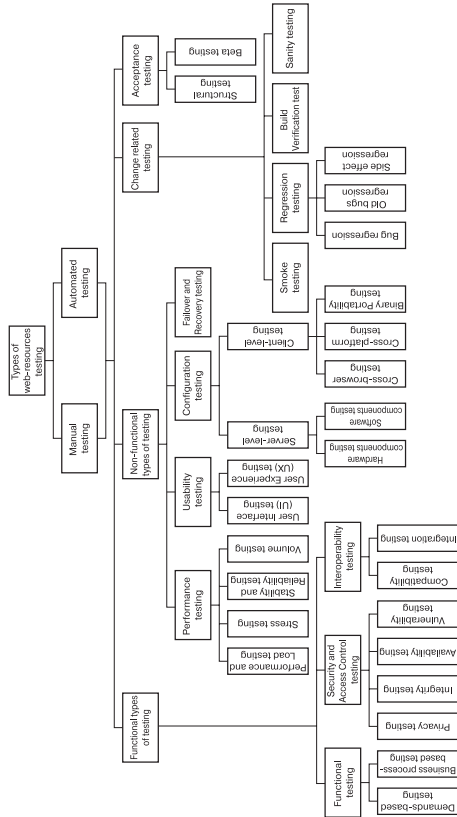 Types of
web-resources
testing
Manual
testing
Automated
testing
Functional types
of testing
Non-functional
types of testing
Change related
testing
Acceptance
testing
Performance
testing
Usability
testing
Configuration
testing
Failover and
Recovery testing
Structural
testing
Beta testing
Performance and
Load testing
Stress testing
Stability and
Reliability testing
Volume testing
User Interface
(UI) testing
User Experience
(UX) testing
Server-level
testing
Client-level
testing
Smoke
testing
Regression
testing
Build
Verification test
Sanity testing
Hardware
components testing
Software
components testing
Cross-browser
testing
Cross-platform
testing
Binary Portability
testing
Bug regression
Old bugs
regression
Side effect
regression
Functional
testing
Security and
Access Control
testing
Interoperability
testing
Demands-based
testing
Business process-
based testing
Privacy testing
Integrity testing
Availability testing
Vulnerability
testing
Compatibility
testing
Integration testing